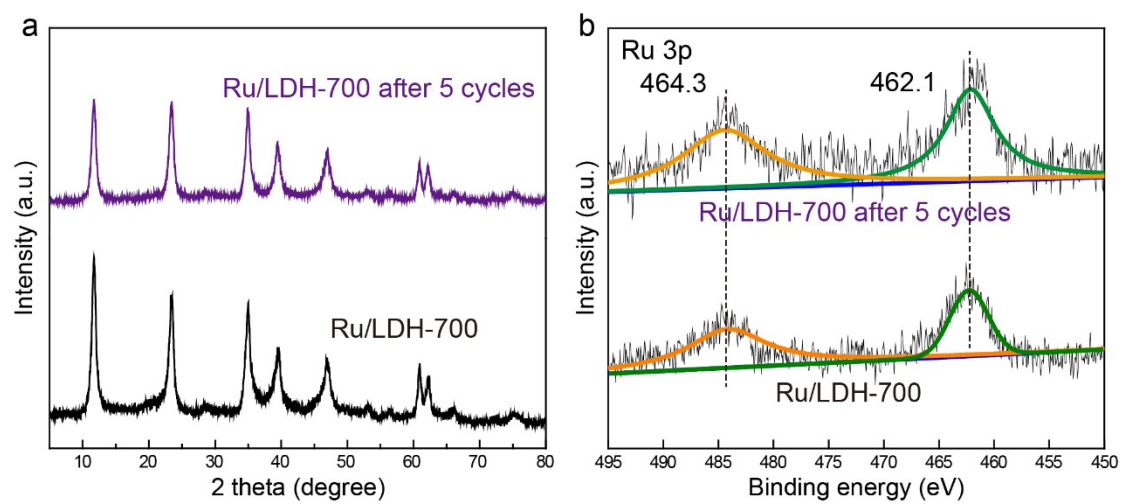 a
Ru/LDH-700 after 5 cycles
Ru/LDH-700
Intensity (a.u.)
10 20 30 40 50 60 70 80
2 theta (degree)
b
Ru 3p
464.3 462.1
Ru/LDH-700 after 5 cycles
Ru/LDH-700
Intensity (a.u.)
495 490 485 480 475 470 465 460 455 450
Binding energy (eV)